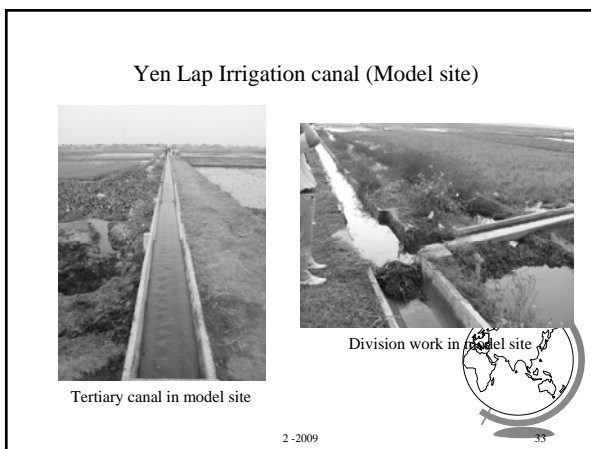 Yen Lap Irrigation canal (Model site)
Division work in model site
Tertiary canal in model site
2 -2009
33